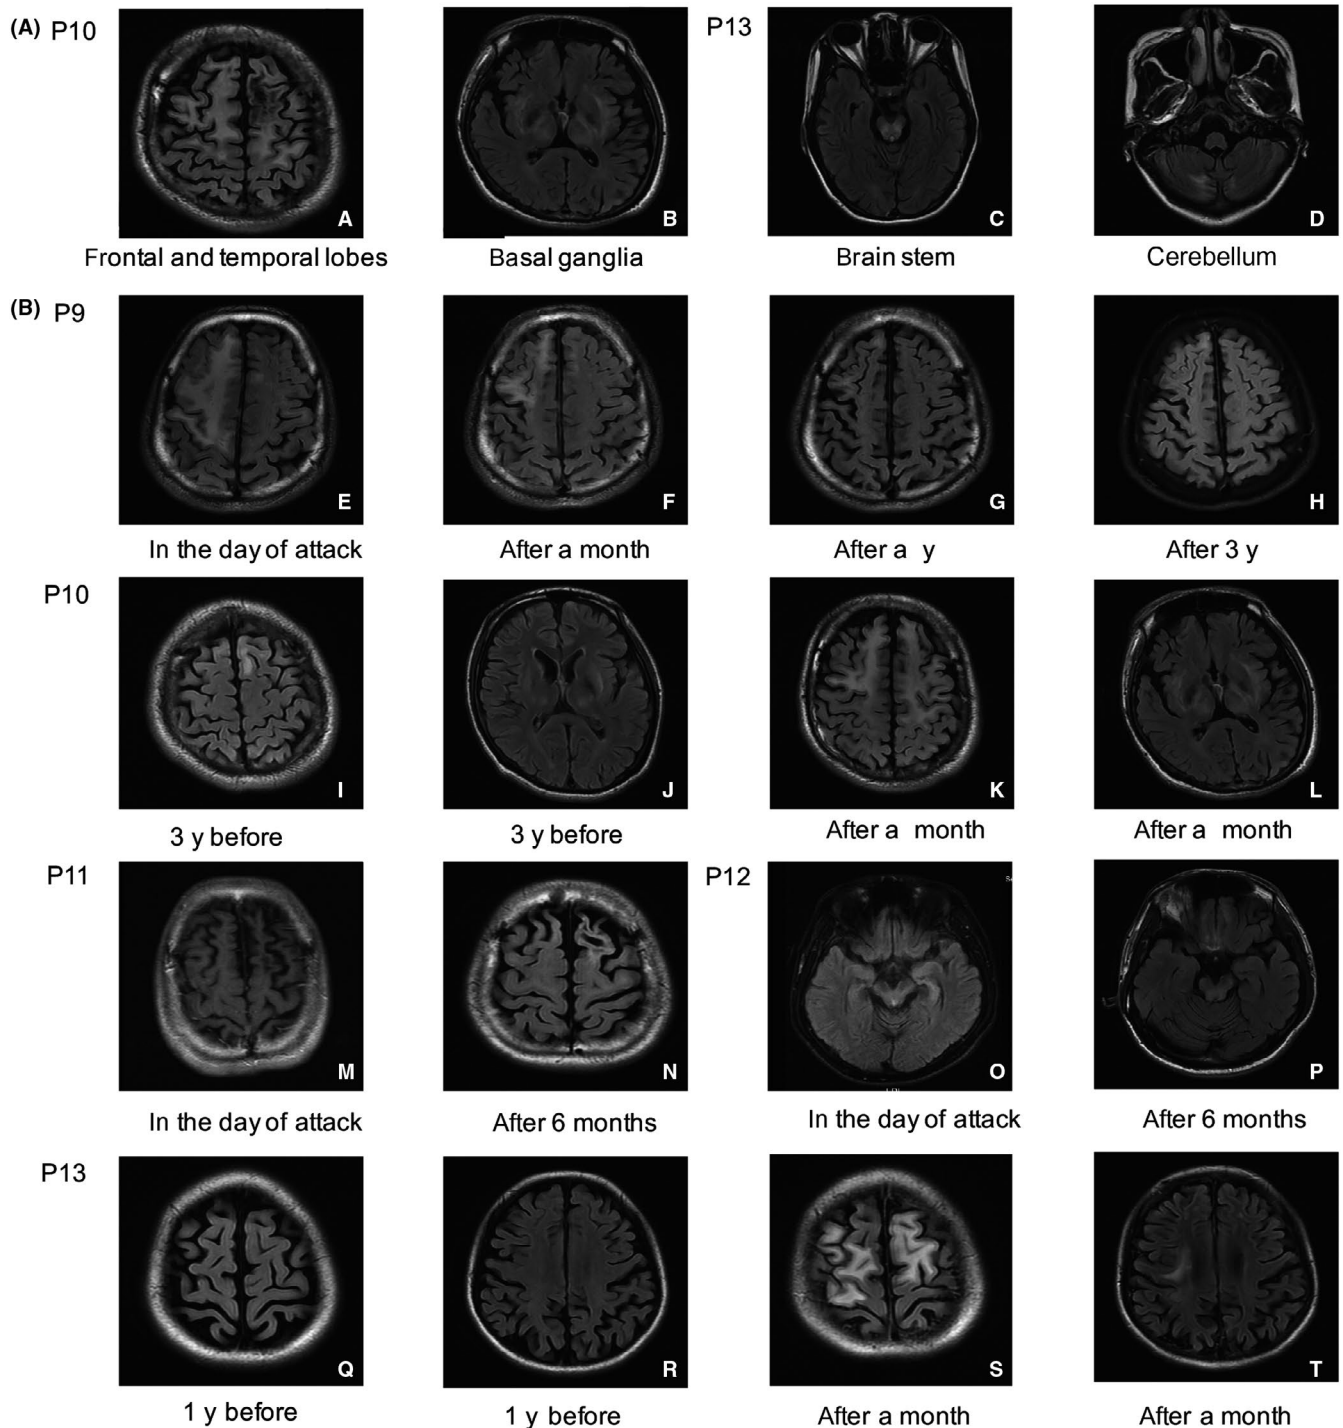 (A) P10 P13
A B C D
Frontal and temporal lobes Basal ganglia Brain stem Cerebellum
(B) P9
E F G H
In the day of attack After a month After a y After 3 y
P10
I J K L
3 y before 3 y before After a month After a month
P11 P12
M N O P
In the day of attack After 6 months In the day of attack After 6 months
P13
Q R S T
1 y before 1 y before After a month After a month